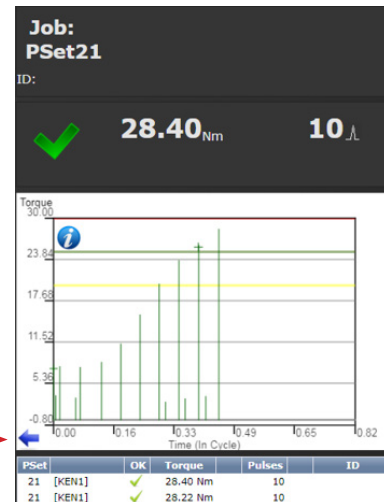 Job:
PSet21
ID:
28.40 Nm 10
Torque
30.00
23.84
17.68
11.52
5.36
-0.80
0.00 0.16 0.33 0.49 0.65 0.82
Time (In Cycle)
PSet OK Torque Pulses ID
21 [KEN1] 28.40 Nm 10
21 [KEN1] 28.22 Nm 10